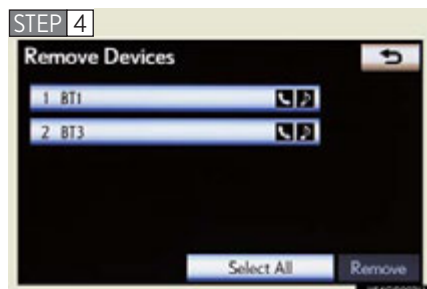 STEP 4
Remove Devices
1 BT1
2 BT3
Select All Remove